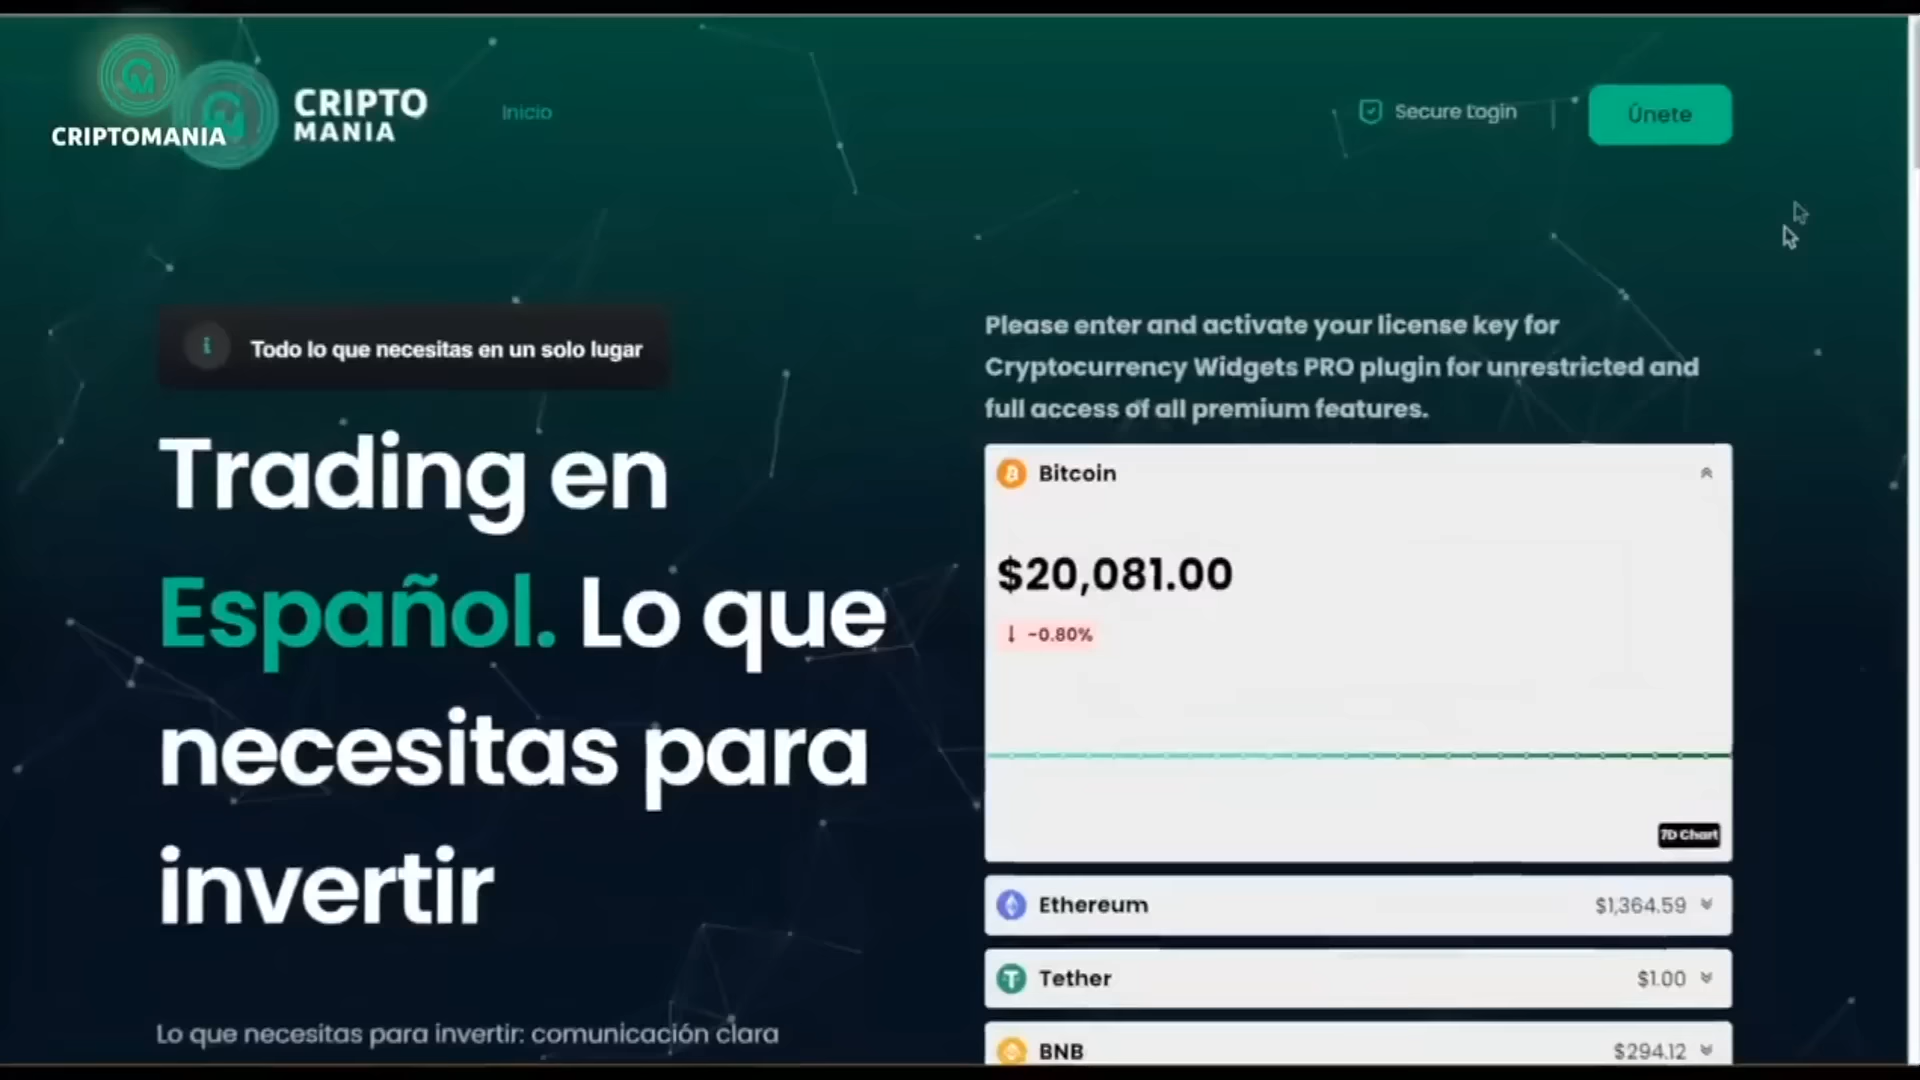 CRIPTOMANIA
CRIPTO
MANIA
Inicio
Secure Login
Únete
Todo lo que necesitas en un solo lugar
Trading en
Español. Lo que
necesitas para
invertir
Lo que necesitas para invertir: comunicación clara
Please enter and activate your license key for
Cryptocurrency Widgets PRO plugin for unrestricted and
full access of all premium features.
Bitcoin
$20,081.00
↓ -0.80%
7D Chart
Ethereum $1,364.59
Tether $1.00
BNB $294.12